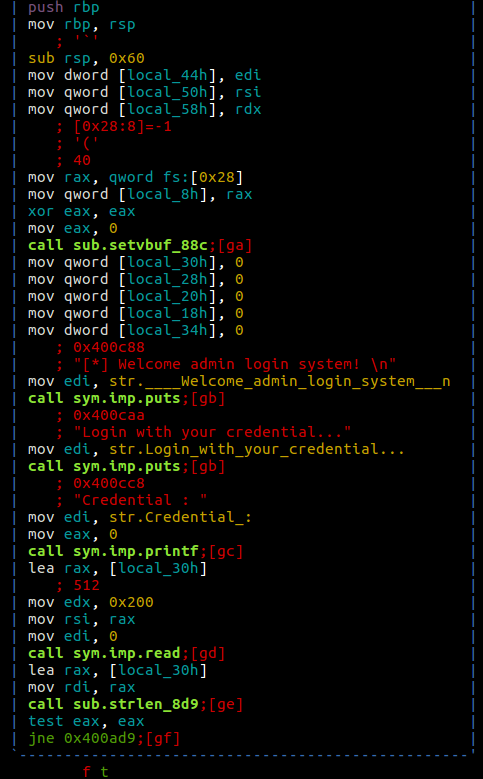 push rbp
mov rbp, rsp
; '`'
sub rsp, 0x60
mov dword [local_44h], edi
mov qword [local_50h], rsi
mov qword [local_58h], rdx
; [0x28:8]=-1
; '('
; 40
mov rax, qword fs:[0x28]
mov qword [local_8h], rax
xor eax, eax
mov eax, 0
call sub.setvbuf_88c;[ga]
mov qword [local_30h], 0
mov qword [local_28h], 0
mov qword [local_20h], 0
mov qword [local_18h], 0
mov dword [local_34h], 0
; 0x400c88
; "[*] Welcome admin login system! \n"
mov edi, str.____Welcome_admin_login_system___n
call sym.imp.puts;[gb]
; 0x400caa
; "Login with your credential..."
mov edi, str.Login_with_your_credential...
call sym.imp.puts;[gb]
; 0x400cc8
; "Credential : "
mov edi, str.Credential_:
mov eax, 0
call sym.imp.printf;[gc]
lea rax, [local_30h]
; 512
mov edx, 0x200
mov rsi, rax
mov edi, 0
call sym.imp.read;[gd]
lea rax, [local_30h]
mov rdi, rax
call sub.strlen_8d9;[ge]
test eax, eax
jne 0x400ad9;[gf]
f t